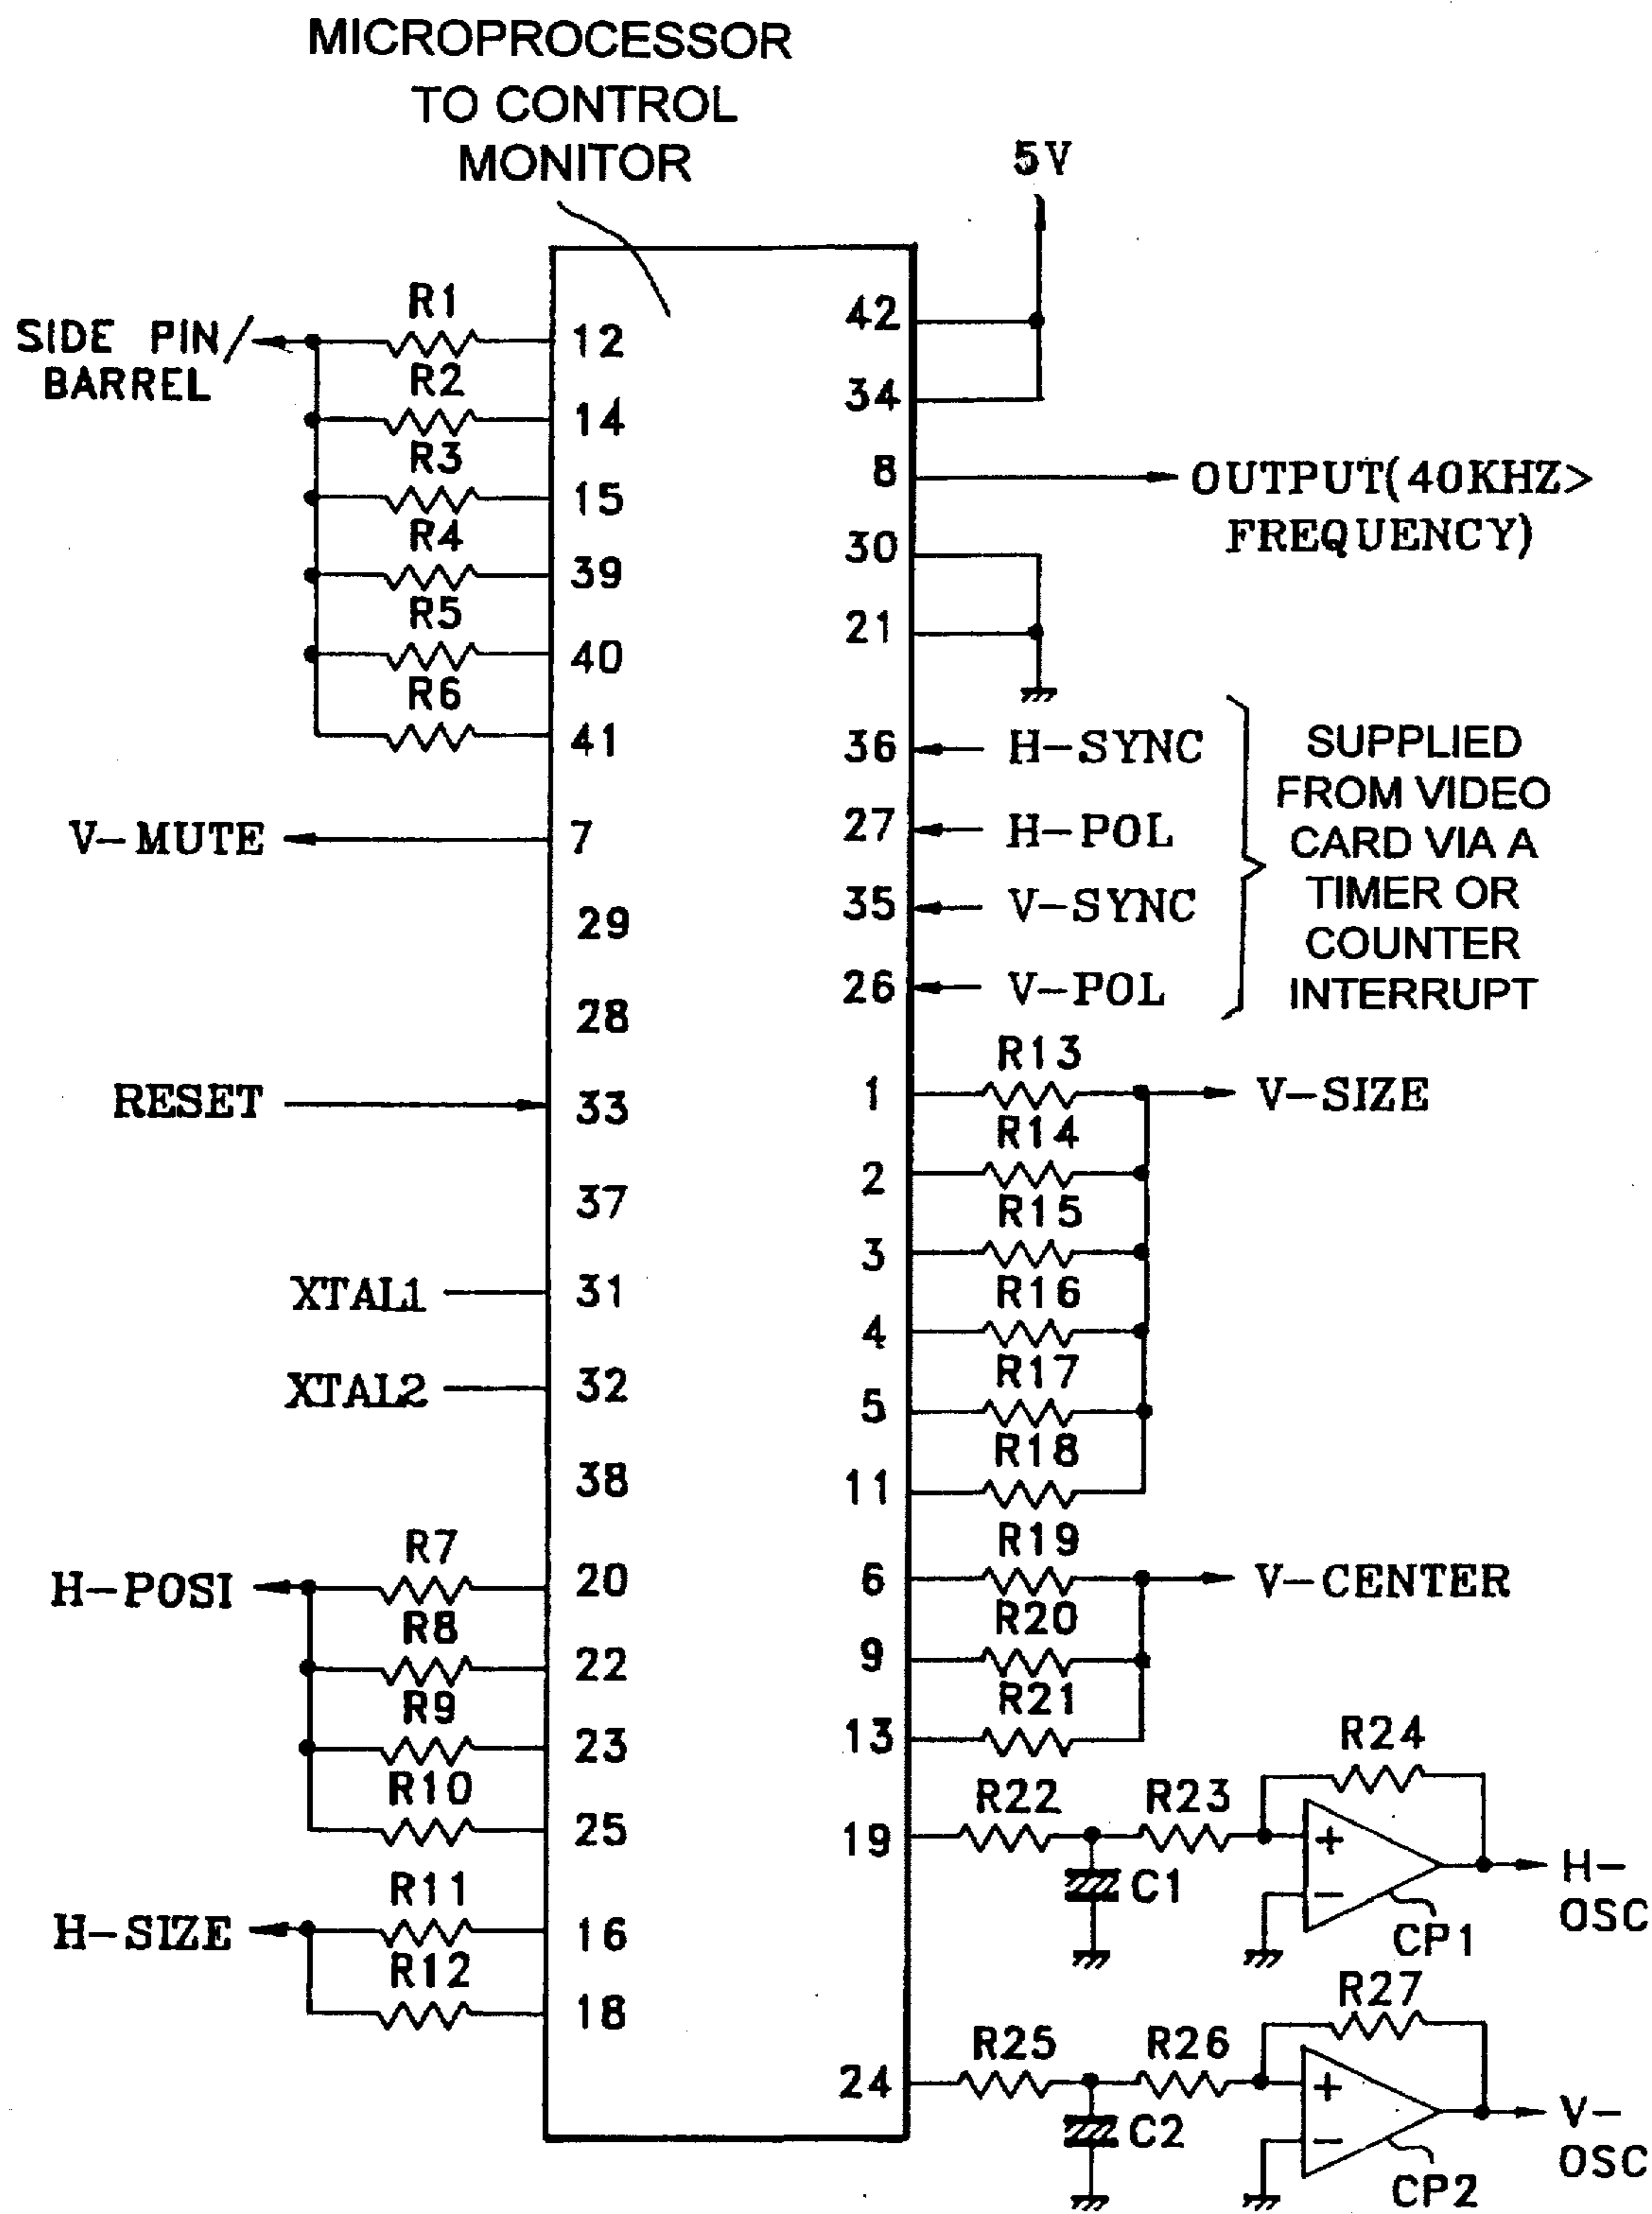 MICROPROCESSOR
TO CONTROL
MONITOR
5V
SIDE PIN/
BARREL
R1
12
R2
14
R3
15
R4
39
R5
40
R6
41
V-MUTE
7
29
28
RESET
33
37
XTAL1
31
XTAL2
32
38
H-POSI
R7
20
R8
22
R9
23
R10
25
H-SIZE
R11
16
R12
18
42
34
8
OUTPUT(40KHZ>
FREQUENCY)
30
21
36
H-SYNC
27
H-POL
35
V-SYNC
26
V-POL
SUPPLIED
FROM VIDEO
CARD VIA A
TIMER OR
COUNTER
INTERRUPT
R13
1
V-SIZE
R14
2
R15
3
R16
4
R17
5
R18
11
R19
6
V-CENTER
R20
9
R21
13
R24
R22
R23
19
+
−
C1
CP1
H-
OSC
R27
R25
R26
24
+
−
C2
CP2
V-
OSC